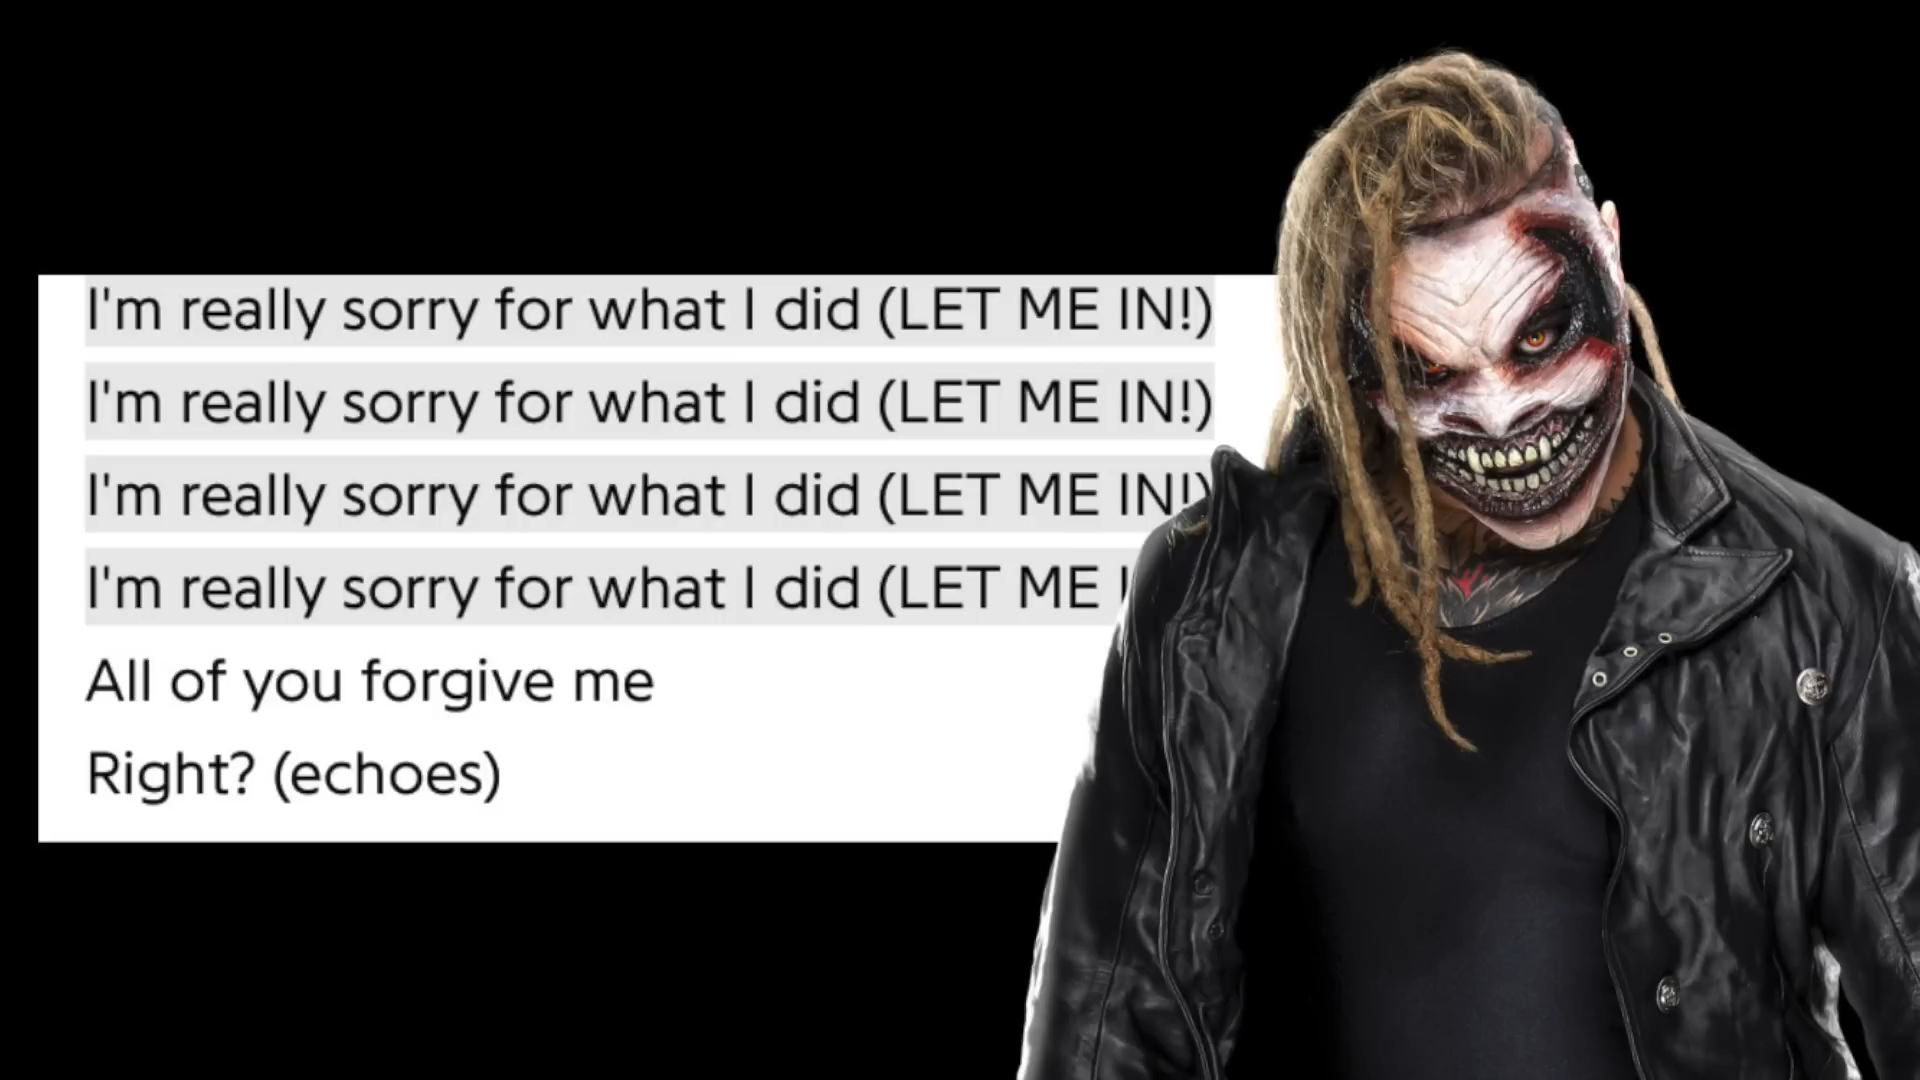 I'm really sorry for what I did (LET ME IN!)
I'm really sorry for what I did (LET ME IN!)
I'm really sorry for what I did (LET ME IN!)
I'm really sorry for what I did (LET ME
All of you forgive me
Right? (echoes)